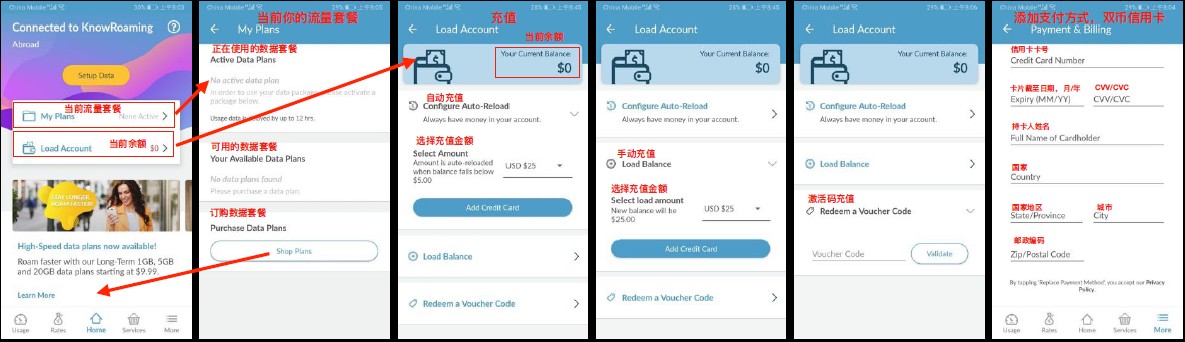 China Mobile
30% 上午9:03
Connected to KnowRoaming
Abroad
Setup Data
当前流量套餐
My Plans
None Active
Load Account
当前余额
$0
STAY LONGER,
ROAM FASTER!
High-Speed data plans now available!
Roam faster with our Long-Term 1GB, 5GB
and 20GB data plans starting at $9.99.
Learn More
Usage
Rates
Home
Services
More
China Mobile
29% 上午9:05
当前你的流量套餐
My Plans
正在使用的数据套餐
Active Data Plans
No active data plan
In order to use your data package, please activate a
package below.
Usage data is delayed by up to 12 hrs.
可用的数据套餐
Your Available Data Plans
No data plans found
Please purchase a data plan.
订购数据套餐
Purchase Data Plans
Shop Plans
China Mobile
28% 上午9:45
充值
Load Account
当前余额
Your Current Balance:
$0
自动充值
Configure Auto-Reload
Always have money in your account.
选择充值金额
Select Amount
Amount is auto-reloaded
when balance falls below
$5.00
USD $25
Add Credit Card
Load Balance
Redeem a Voucher Code
China Mobile
28% 上午9:45
Load Account
Your Current Balance:
$0
Configure Auto-Reload
Always have money in your account.
手动充值
Load Balance
选择充值金额
Select load amount
New balance will be
$25.00
USD $25
Add Credit Card
Redeem a Voucher Code
China Mobile
29% 上午9:06
Load Account
Your Current Balance:
$0
Configure Auto-Reload
Always have money in your account.
Load Balance
激活码充值
Redeem a Voucher Code
Voucher Code
Validate
China Mobile
29% 上午9:04
添加支付方式，双币信用卡
Payment & Billing
信用卡卡号
Credit Card Number
卡片截至日期，月/年
CVV/CVC
Expiry (MM/YY)
CVV/CVC
持卡人姓名
Full Name of Cardholder
国家
Country
国家地区
城市
State/Province
City
邮政编码
Zip/Postal Code
By tapping 'Replace Payment Method', you accept our Privacy
Policy.
Usage
Rates
Home
Services
More